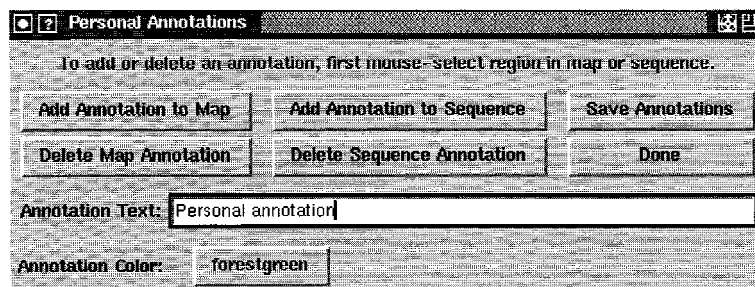 Personal Annotations
To add or delete an annotation, first mouse-select region in map or sequence.
Add Annotation to Map Add Annotation to Sequence Save Annotations
Delete Map Annotation Delete Sequence Annotation Done
Annotation Text: Personal annotation
Annotation Color: forestgreen